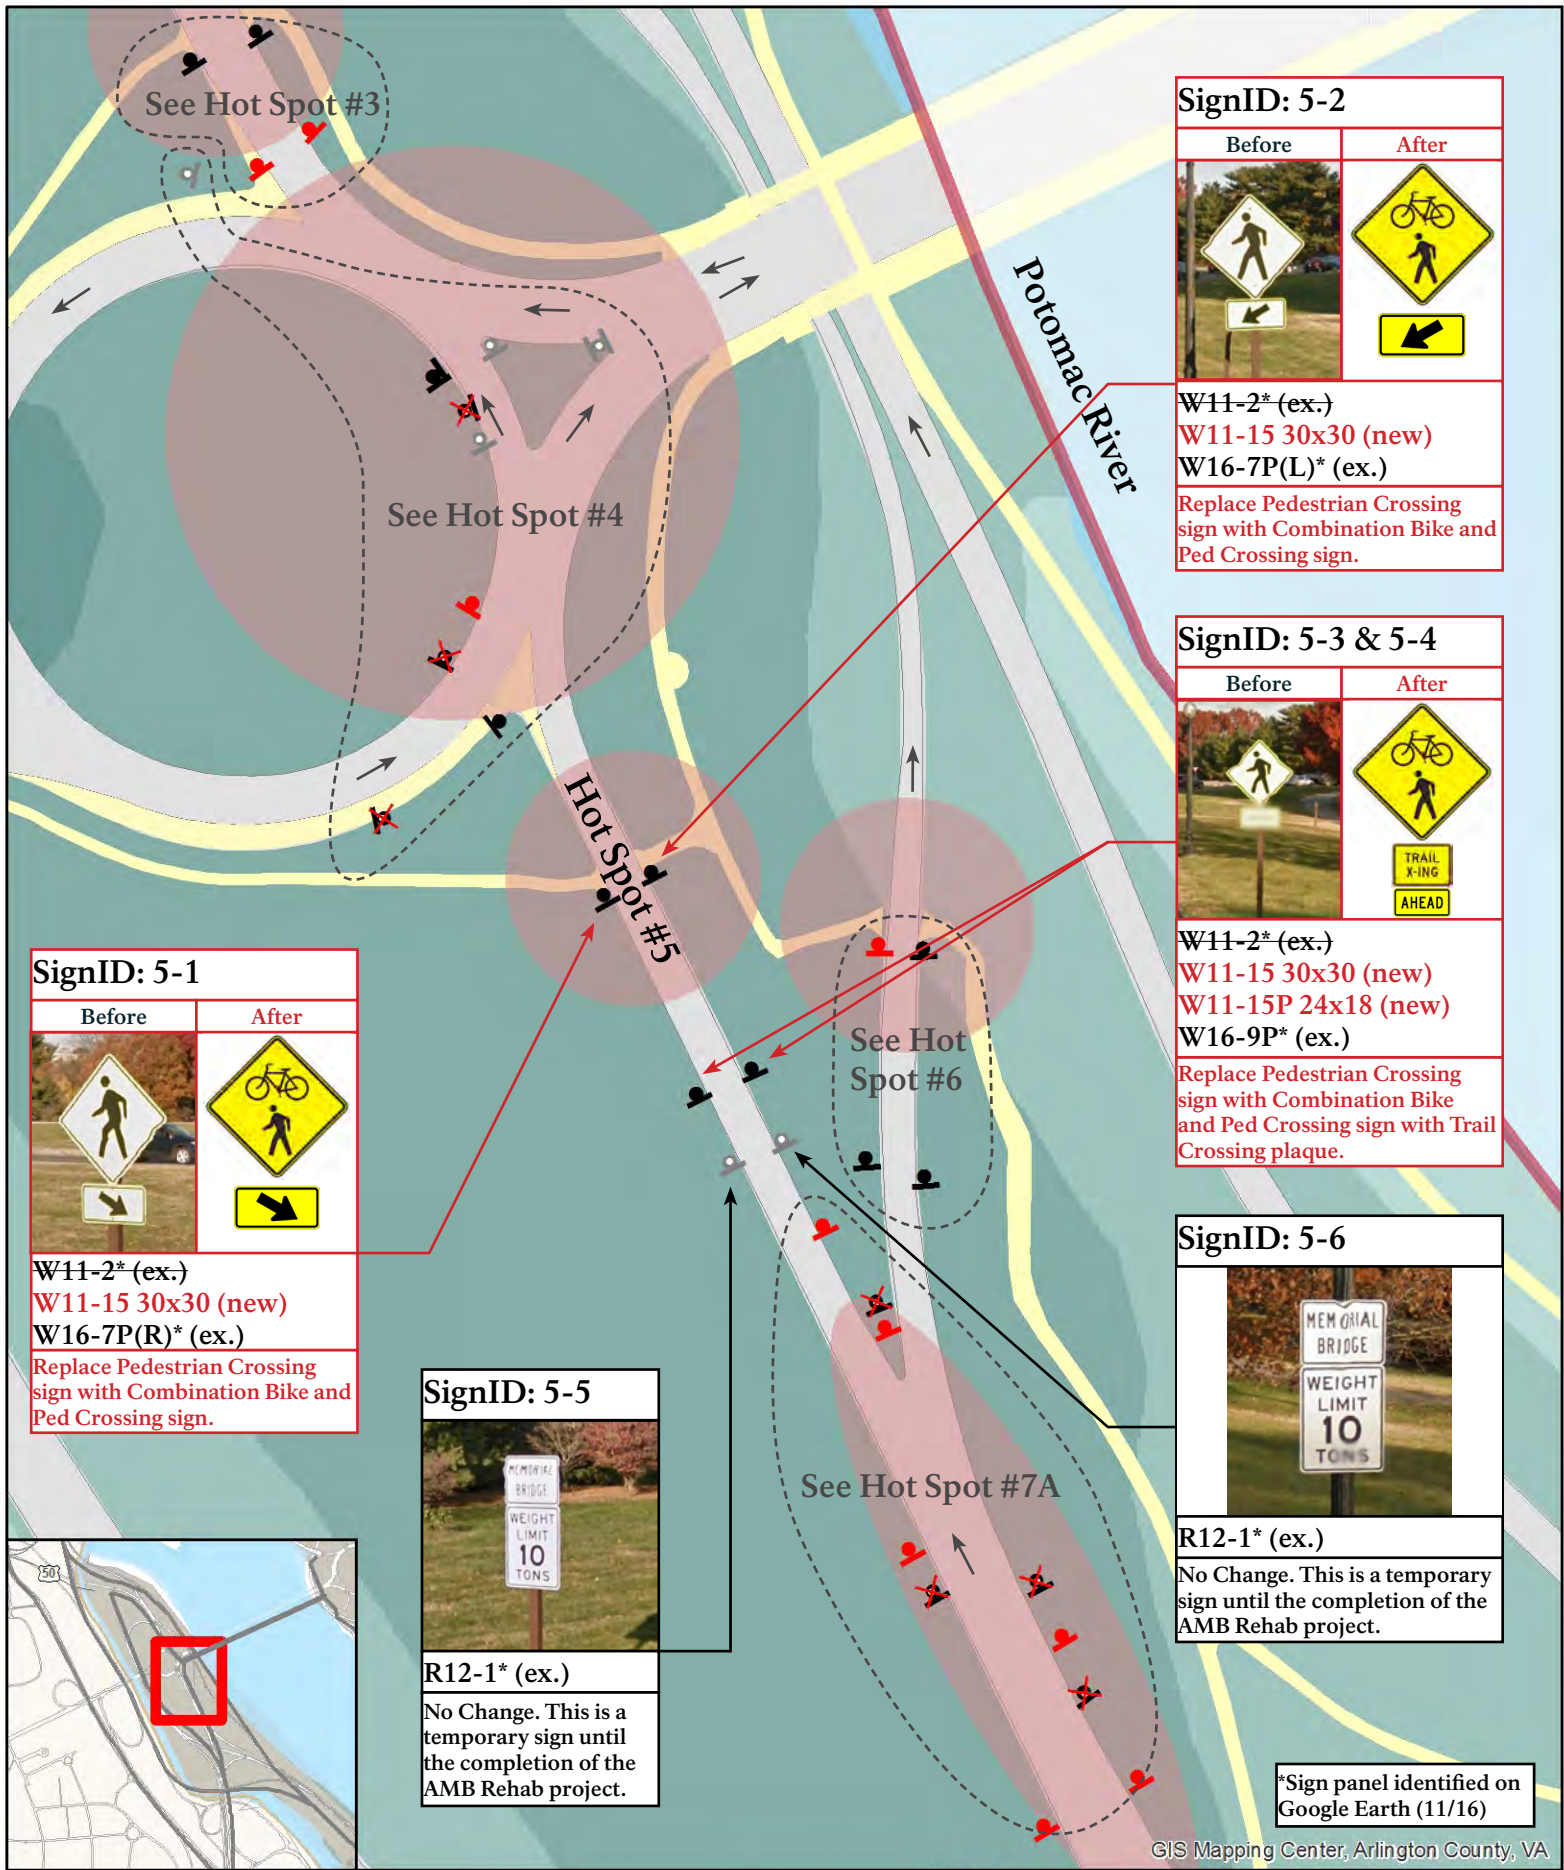 See Hot Spot #3
See Hot Spot #4
Potomac River
Hot Spot #5
See Hot
Spot #6
See Hot Spot #7A
SignID: 5-2
Before
After
W11-2* (ex.)
W11-15 30x30 (new)
W16-7P(L)* (ex.)
Replace Pedestrian Crossing
sign with Combination Bike and
Ped Crossing sign.
SignID: 5-3 & 5-4
Before
After
TRAIL
X-ING
AHEAD
W11-2* (ex.)
W11-15 30x30 (new)
W11-15P 24x18 (new)
W16-9P* (ex.)
Replace Pedestrian Crossing
sign with Combination Bike
and Ped Crossing sign with Trail
Crossing plaque.
SignID: 5-1
Before
After
W11-2* (ex.)
W11-15 30x30 (new)
W16-7P(R)* (ex.)
Replace Pedestrian Crossing
sign with Combination Bike and
Ped Crossing sign.
SignID: 5-5
MEMORIAL
BRIDGE
WEIGHT
LIMIT
10
TONS
R12-1* (ex.)
No Change. This is a
temporary sign until
the completion of the
AMB Rehab project.
SignID: 5-6
MEMORIAL
BRIDGE
WEIGHT
LIMIT
10
TONS
R12-1* (ex.)
No Change. This is a temporary
sign until the completion of the
AMB Rehab project.
50
*Sign panel identified on
Google Earth (11/16)
GIS Mapping Center, Arlington County, VA